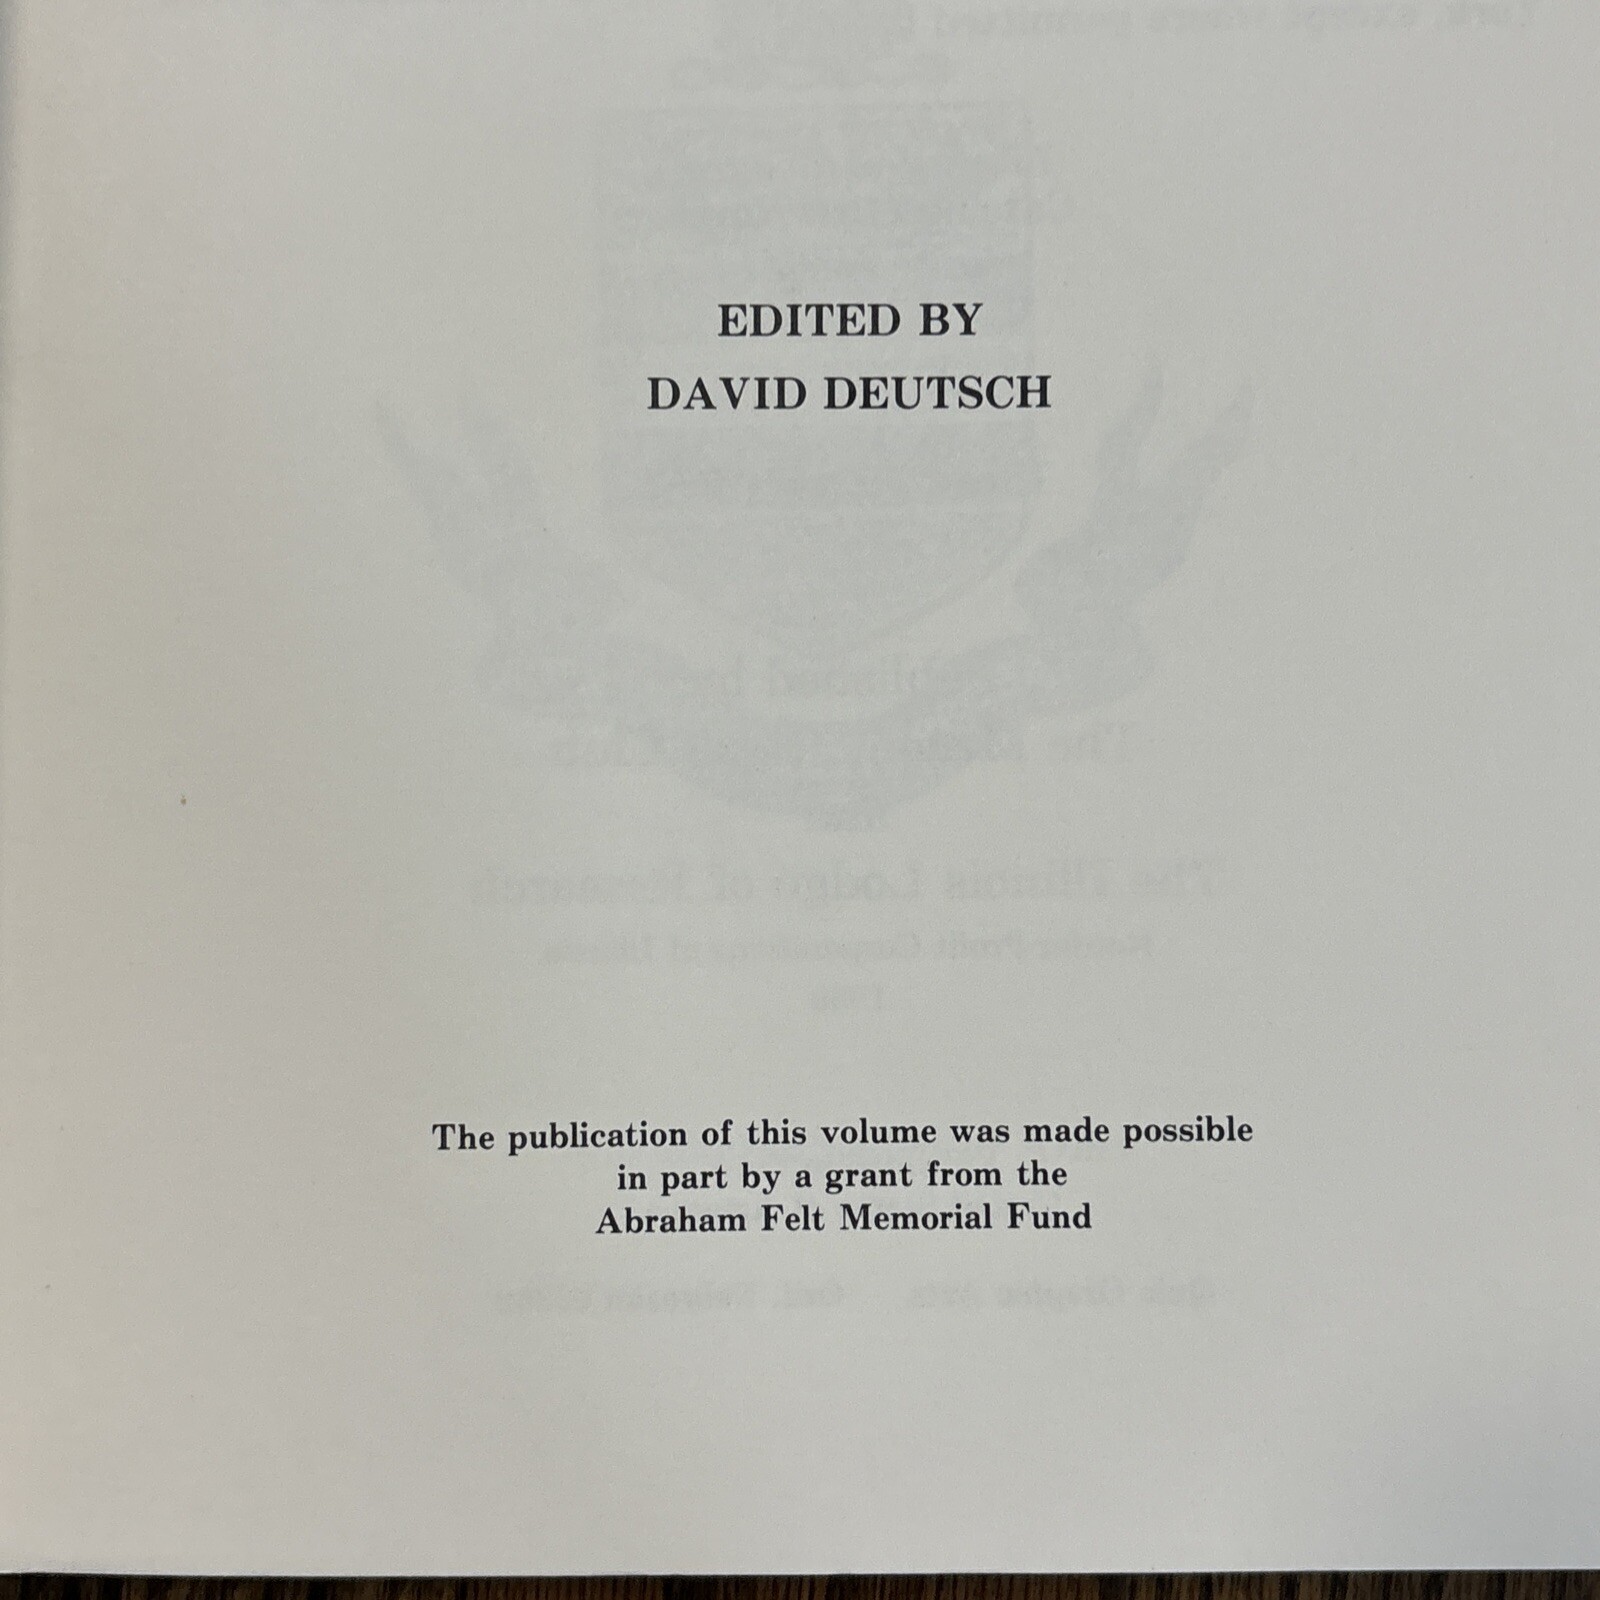 EDITED BY
DAVID DEUTSCH
The publication of this volume was made possible
in part by a grant from the
Abraham Felt Memorial Fund